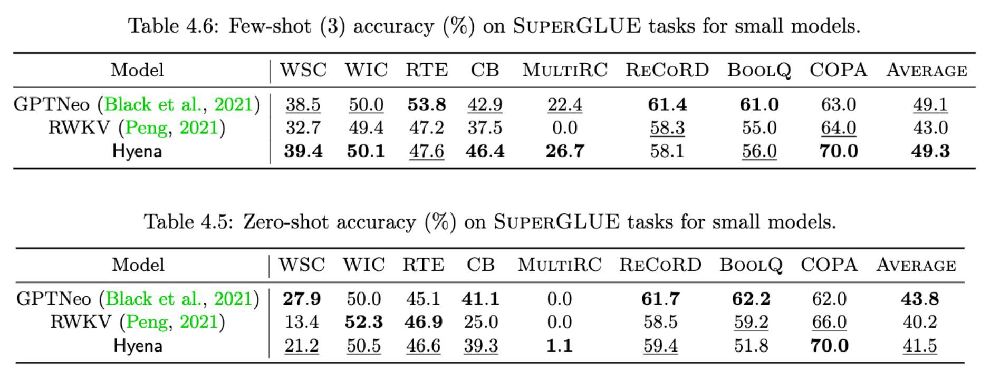 Table 4.6: Few-shot (3) accuracy (%) on SUPERGLUE tasks for small models.
Model WSC WIC RTE CB MULTIRC RECORD BOOLQ COPA AVERAGE
GPTNeo (Black et al., 2021) 38.5 50.0 53.8 42.9 22.4 61.4 61.0 63.0 49.1
RWKV (Peng, 2021) 32.7 49.4 47.2 37.5 0.0 58.3 55.0 64.0 43.0
Hyena 39.4 50.1 47.6 46.4 26.7 58.1 56.0 70.0 49.3
Table 4.5: Zero-shot accuracy (%) on SUPERGLUE tasks for small models.
Model WSC WIC RTE CB MULTIRC RECORD BOOLQ COPA AVERAGE
GPTNeo (Black et al., 2021) 27.9 50.0 45.1 41.1 0.0 61.7 62.2 62.0 43.8
RWKV (Peng, 2021) 13.4 52.3 46.9 25.0 0.0 58.5 59.2 66.0 40.2
Hyena 21.2 50.5 46.6 39.3 1.1 59.4 51.8 70.0 41.5